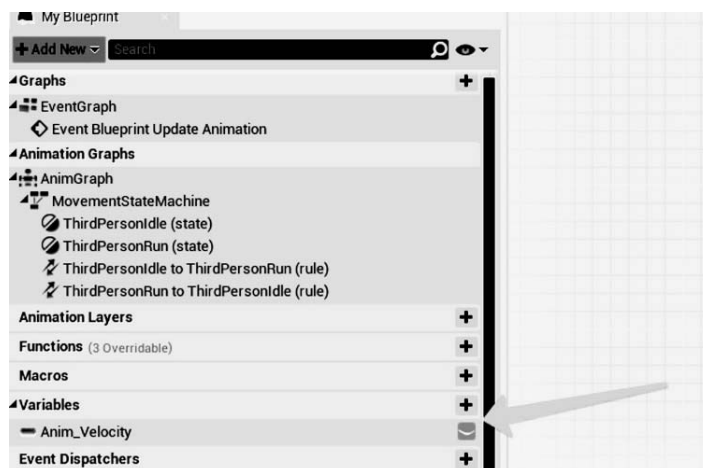 My Blueprint
Add New Search
Graphs
EventGraph
Event Blueprint Update Animation
Animation Graphs
AnimGraph
MovementStateMachine
ThirdPersonIdle (state)
ThirdPersonRun (state)
ThirdPersonIdle to ThirdPersonRun (rule)
ThirdPersonRun to ThirdPersonIdle (rule)
Animation Layers
Functions (3 Overridable)
Macros
Variables
Anim_Velocity
Event Dispatchers